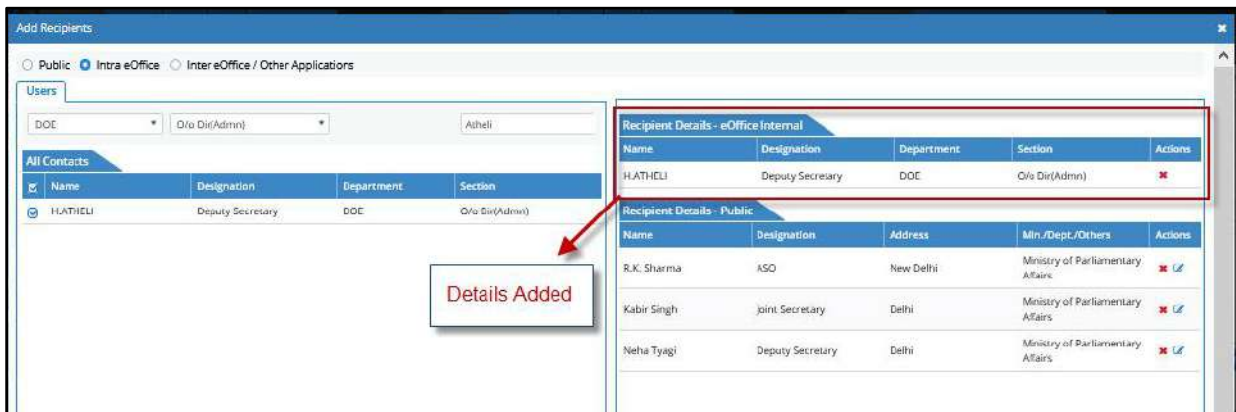 Add Recipients
Public Intra eOffice Inter eOffice / Other Applications
Users
DOE O/o Dir(Admn) Atheli
All Contacts
Name Designation Department Section
H.ATHELI Deputy Secretary DOE O/o Dir(Admn)
Recipient Details - eOffice Internal
Name Designation Department Section Actions
H.ATHELI Deputy Secretary DOE O/o Dir(Admn)
Recipient Details - Public
Name Designation Address Min./Dept./Others Actions
R.K. Sharma ASO New Delhi Ministry of Parliamentary
Affairs
Kabir Singh Joint Secretary Delhi Ministry of Parliamentary
Affairs
Neha Tyagi Deputy Secretary Delhi Ministry of Parliamentary
Affairs
Details Added